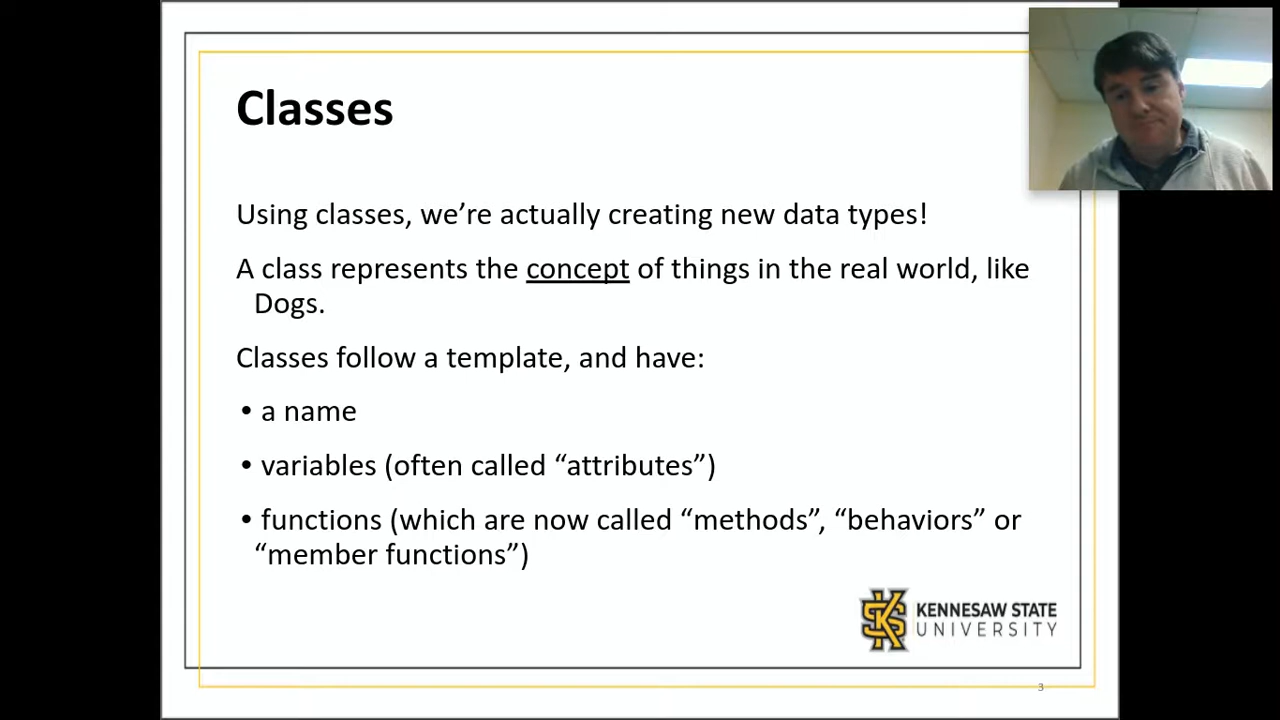 Classes
Using classes, we’re actually creating new data types!
A class represents the concept of things in the real world, like
Dogs.
Classes follow a template, and have:
• a name
• variables (often called “attributes”)
• functions (which are now called “methods”, “behaviors” or
“member functions”)
KENNESAW STATE
UNIVERSITY
3